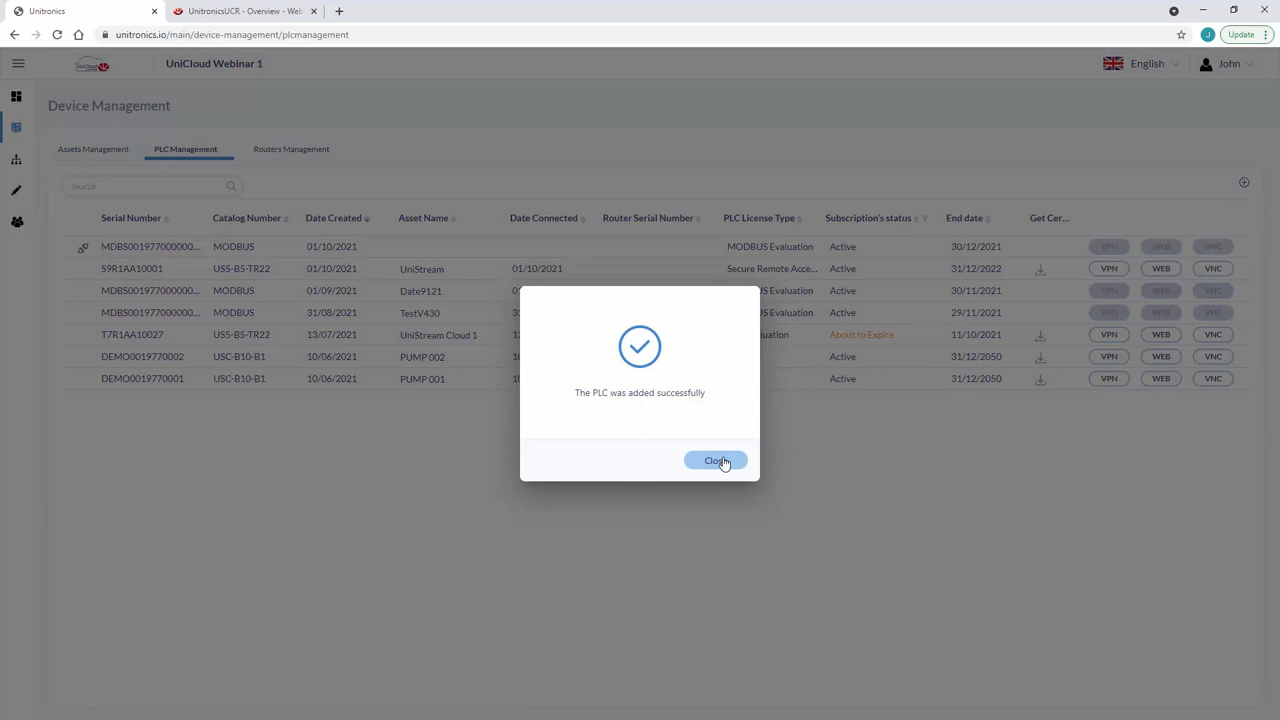 Unitronics
UnitronicsUCR - Overview - Web
unitronics.io/main/device-management/plcmanagement
J
Update
UniCloud Webinar 1
English
John
Device Management
Assets Management
PLC Management
Routers Management
Search
Serial Number Catalog Number Date Created Asset Name Date Connected Router Serial Number PLC License Type Subscription's status End date Get Cer...
MDBS001977000000... MODBUS 01/10/2021 MODBUS Evaluation Active 30/12/2021 VPN WEB VNC
S9R1AA10001 US5-B5-TR22 01/10/2021 UniStream 01/10/2021 Secure Remote Acce... Active 31/12/2022 VPN WEB VNC
MDBS001977000000... MODBUS 01/09/2021 Date9121 Evaluation Active 30/11/2021 VPN WEB VNC
MDBS001977000000... MODBUS 31/08/2021 TestV430 Evaluation Active 29/11/2021 VPN WEB VNC
T7R1AA10027 US5-B5-TR22 13/07/2021 UniStream Cloud 1 About to Expire 11/10/2021 VPN WEB VNC
DEMO0019770002 USC-B10-B1 10/06/2021 PUMP 002 Active 31/12/2050 VPN WEB VNC
DEMO0019770001 USC-B10-B1 10/06/2021 PUMP 001 Active 31/12/2050 VPN WEB VNC
The PLC was added successfully
Close